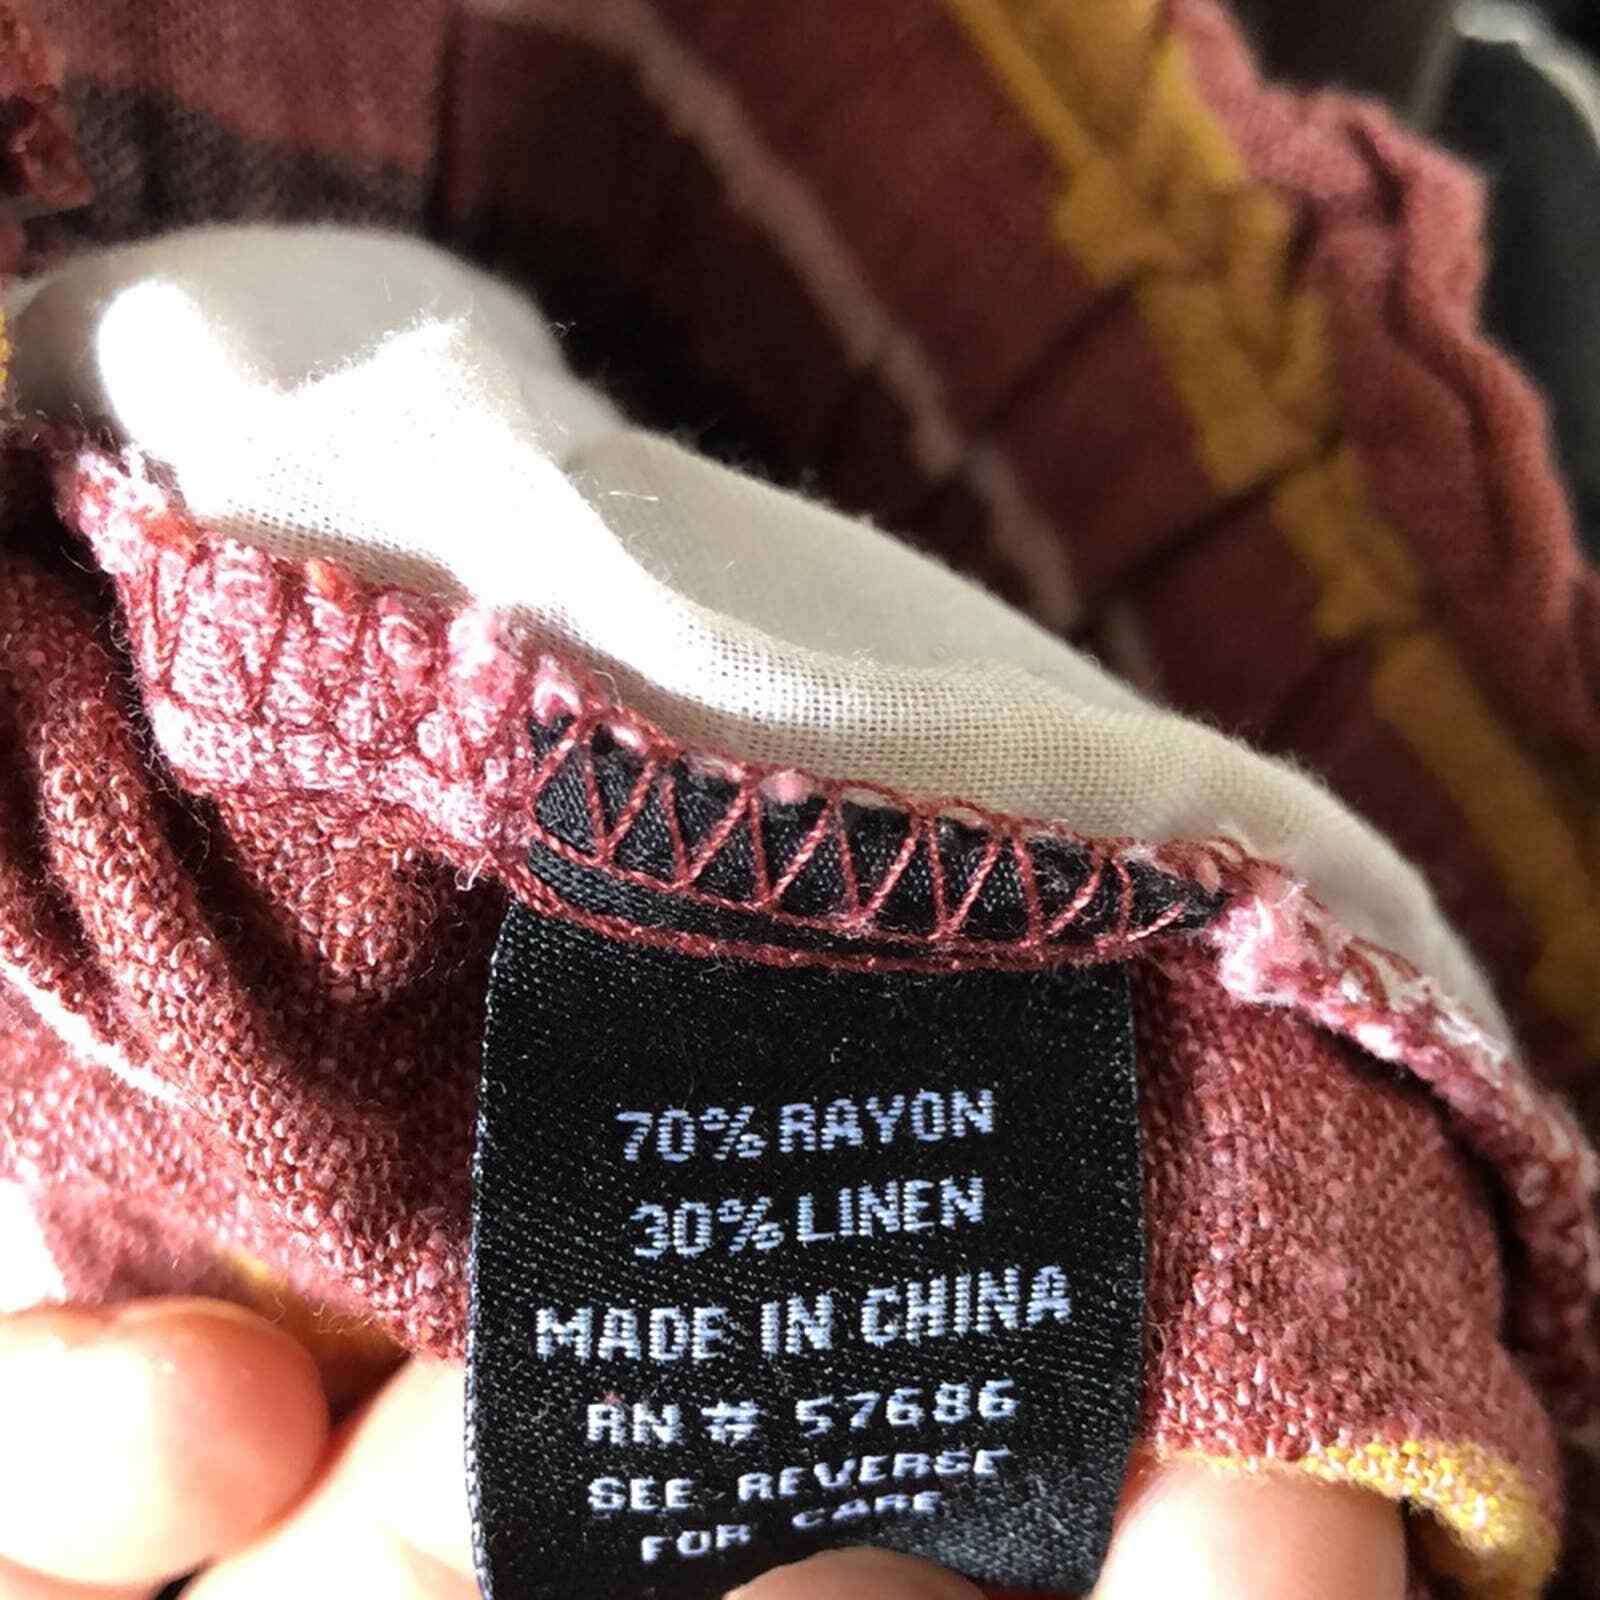 70% RAYON
30% LINEN
MADE IN CHINA
RN # 57686
SEE REVERSE
FOR CARE